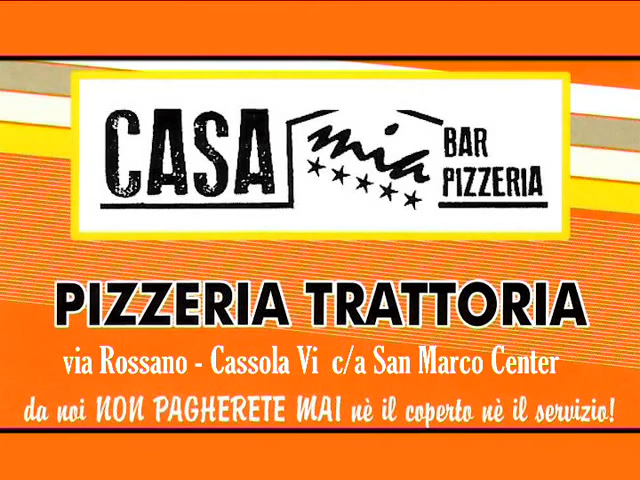 CASA mia BAR
PIZZERIA
PIZZERIA TRATTORIA
via Rossano - Cassola Vi c/a San Marco Center
da noi NON PAGHERETE MAI nè il coperto nè il servizio!